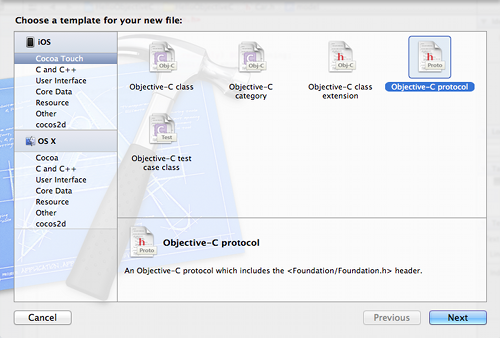 Choose a template for your new file:
iOS
Cocoa Touch
C and C++
User Interface
Core Data
Resource
Other
cocos2d
OS X
Cocoa
C and C++
User Interface
Core Data
Resource
Other
cocos2d
Objective-C class
Objective-C
category
Objective-C class
extension
Objective-C protocol
Objective-C test
case class
C
Obj-C
C
Obj-C
h
Obj-C
h
Proto
C
Test
h
Proto
Objective-C protocol
An Objective-C protocol which includes the <Foundation/Foundation.h> header.
Cancel
Previous
Next